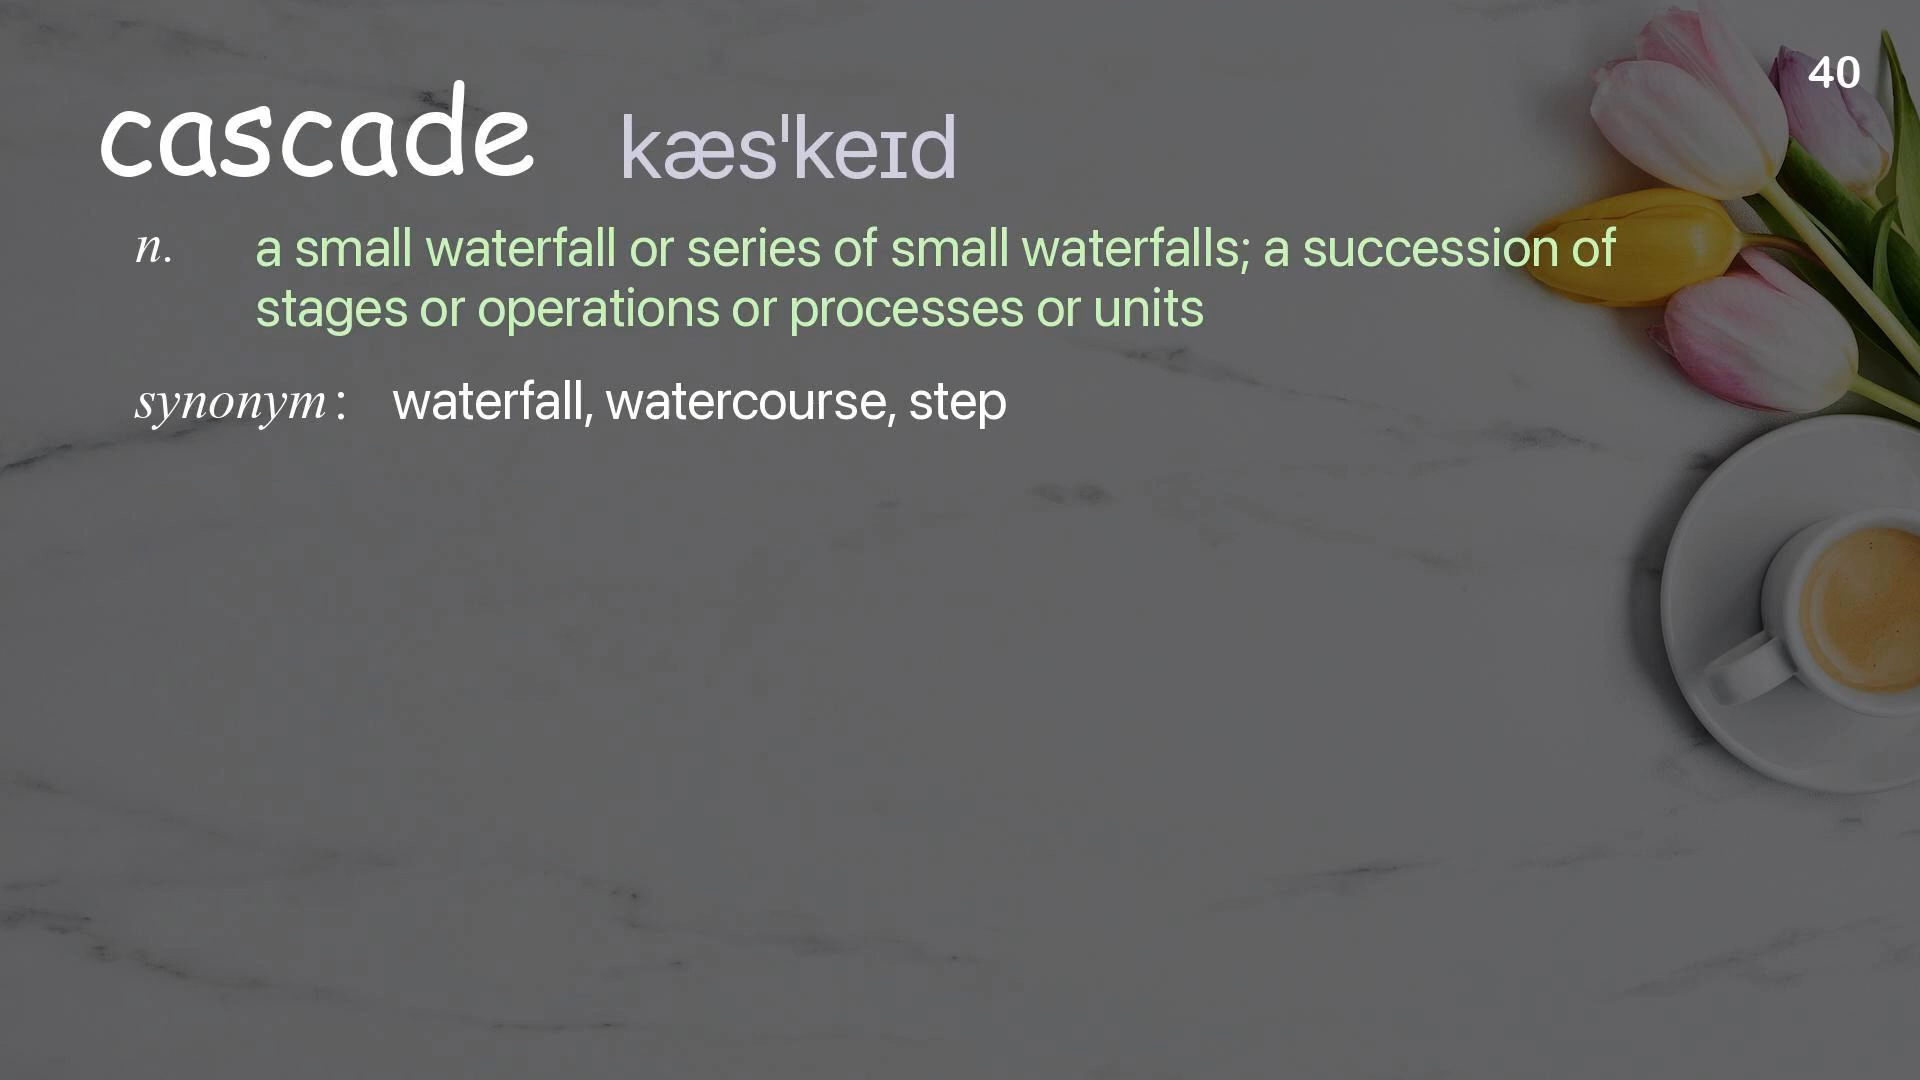 40
cascade kæsˈkeɪd
n. a small waterfall or series of small waterfalls; a succession of
stages or operations or processes or units
synonym : waterfall, watercourse, step